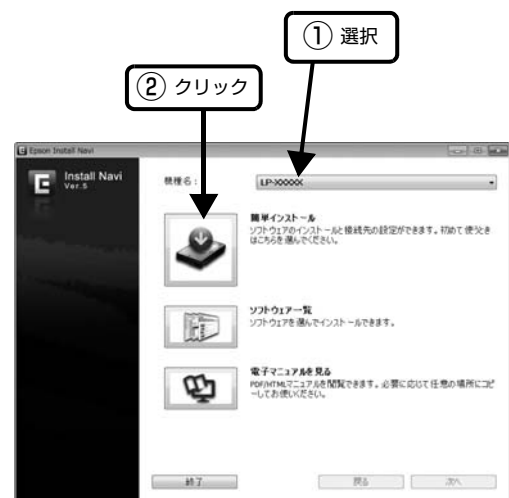 ① 選択
② クリック
Epson Install Navi
Install Navi
Ver.5
機種名：
LP-XXXXX
簡単インストール
ソフトウェアのインストールと接続先の設定ができます。初めて使うとき
はこちらを選んでください。
ソフトウェア一覧
ソフトウェアを選んでインストールできます。
電子マニュアルを見る
PDF/HTMLマニュアルを閲覧できます。必要に応じて任意の場所にコピ
ーしてお使いください。
終了
戻る
次へ